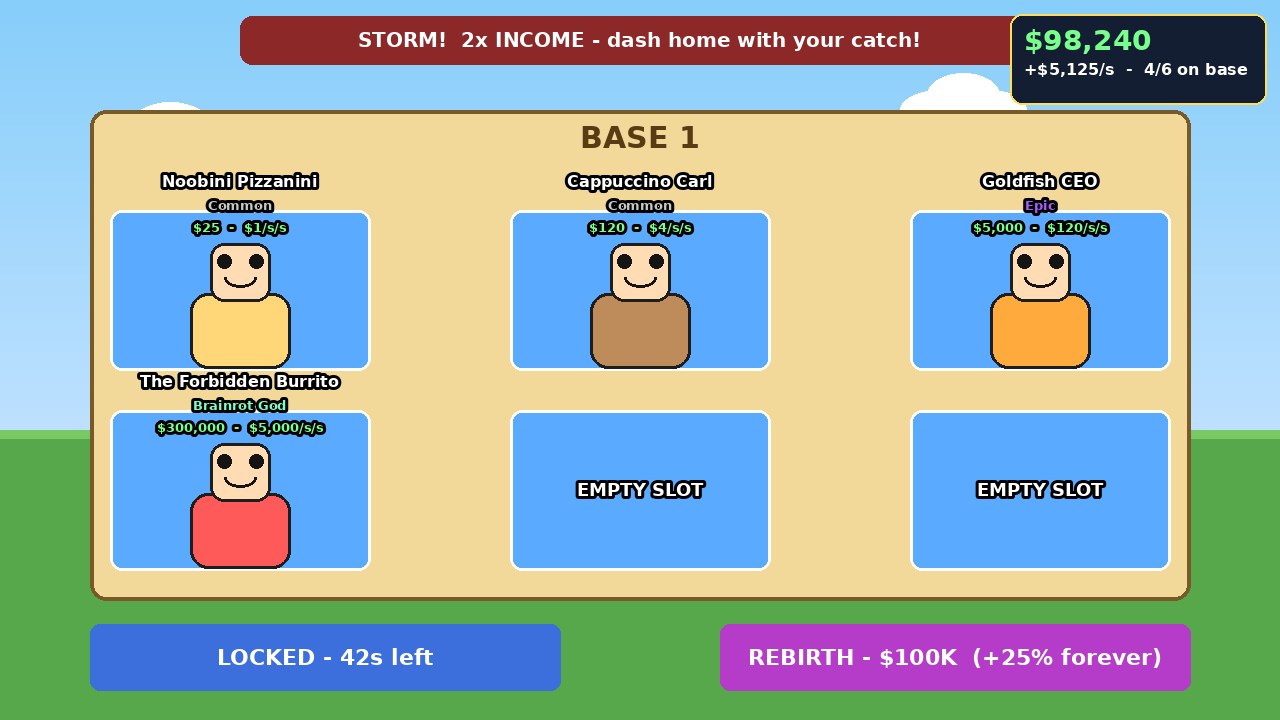 STORM!  2x INCOME - dash home with your catch!
$98,240
+$5,125/s  -  4/6 on base
BASE 1
Noobini Pizzanini
Common
$25  -  $1/s/s
Cappuccino Carl
Common
$120  -  $4/s/s
Goldfish CEO
Epic
$5,000  -  $120/s/s
The Forbidden Burrito
Brainrot God
$300,000  -  $5,000/s/s
EMPTY SLOT
EMPTY SLOT
LOCKED - 42s left
REBIRTH - $100K  (+25% forever)